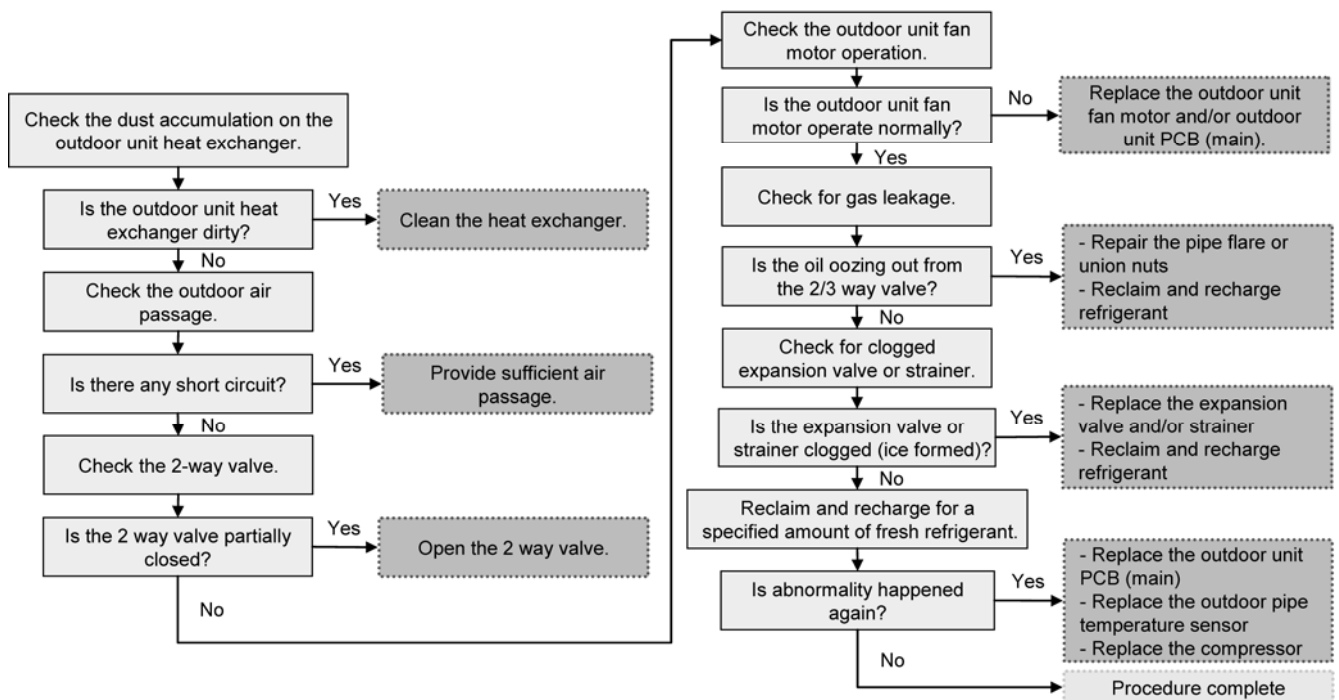 Check the dust accumulation on the
outdoor unit heat exchanger.
Is the outdoor unit heat
exchanger dirty?
Yes
Clean the heat exchanger.
No
Check the outdoor air
passage.
Is there any short circuit?
Yes
Provide sufficient air
passage.
No
Check the 2-way valve.
Is the 2 way valve partially
closed?
Yes
Open the 2 way valve.
No
Check the outdoor unit fan
motor operation.
Is the outdoor unit fan
motor operate normally?
No
Replace the outdoor unit
fan motor and/or outdoor
unit PCB (main).
Yes
Check for gas leakage.
Is the oil oozing out from
the 2/3 way valve?
Yes
- Repair the pipe flare or
union nuts
- Reclaim and recharge
refrigerant
No
Check for clogged
expansion valve or strainer.
Is the expansion valve or
strainer clogged (ice formed)?
Yes
- Replace the expansion
valve and/or strainer
- Reclaim and recharge
refrigerant
No
Reclaim and recharge for a
specified amount of fresh refrigerant.
Is abnormality happened
again?
Yes
- Replace the outdoor unit
PCB (main)
- Replace the outdoor pipe
temperature sensor
- Replace the compressor
No
Procedure complete